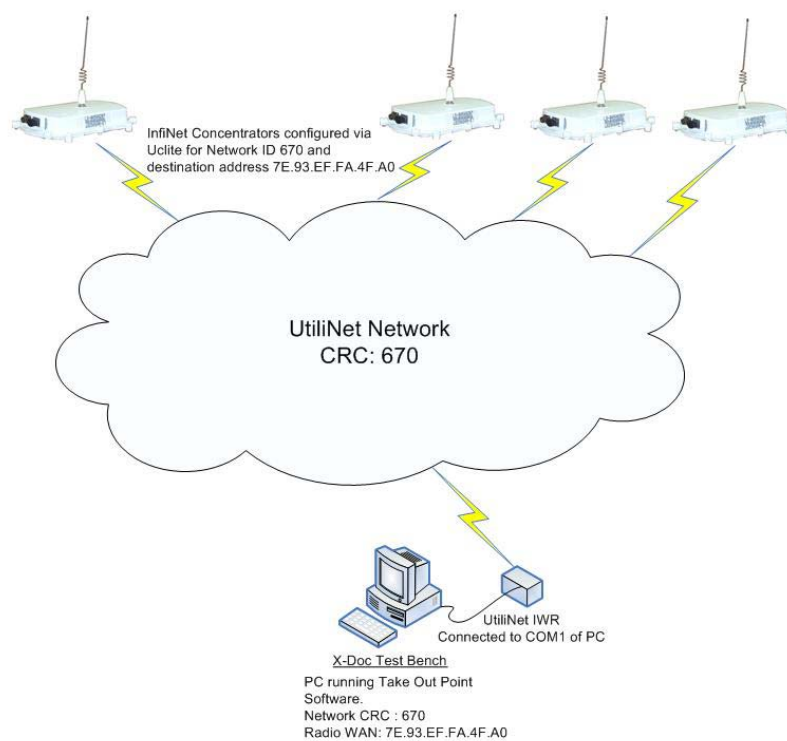 InfiNet Concentrators configured via
Uclite for Network ID 670 and
destination address 7E.93.EF.FA.4F.A0
UtiliNet Network
CRC: 670
UtiliNet IWR
Connected to COM1 of PC
X-Doc Test Bench
PC running Take Out Point
Software.
Network CRC : 670
Radio WAN: 7E.93.EF.FA.4F.A0